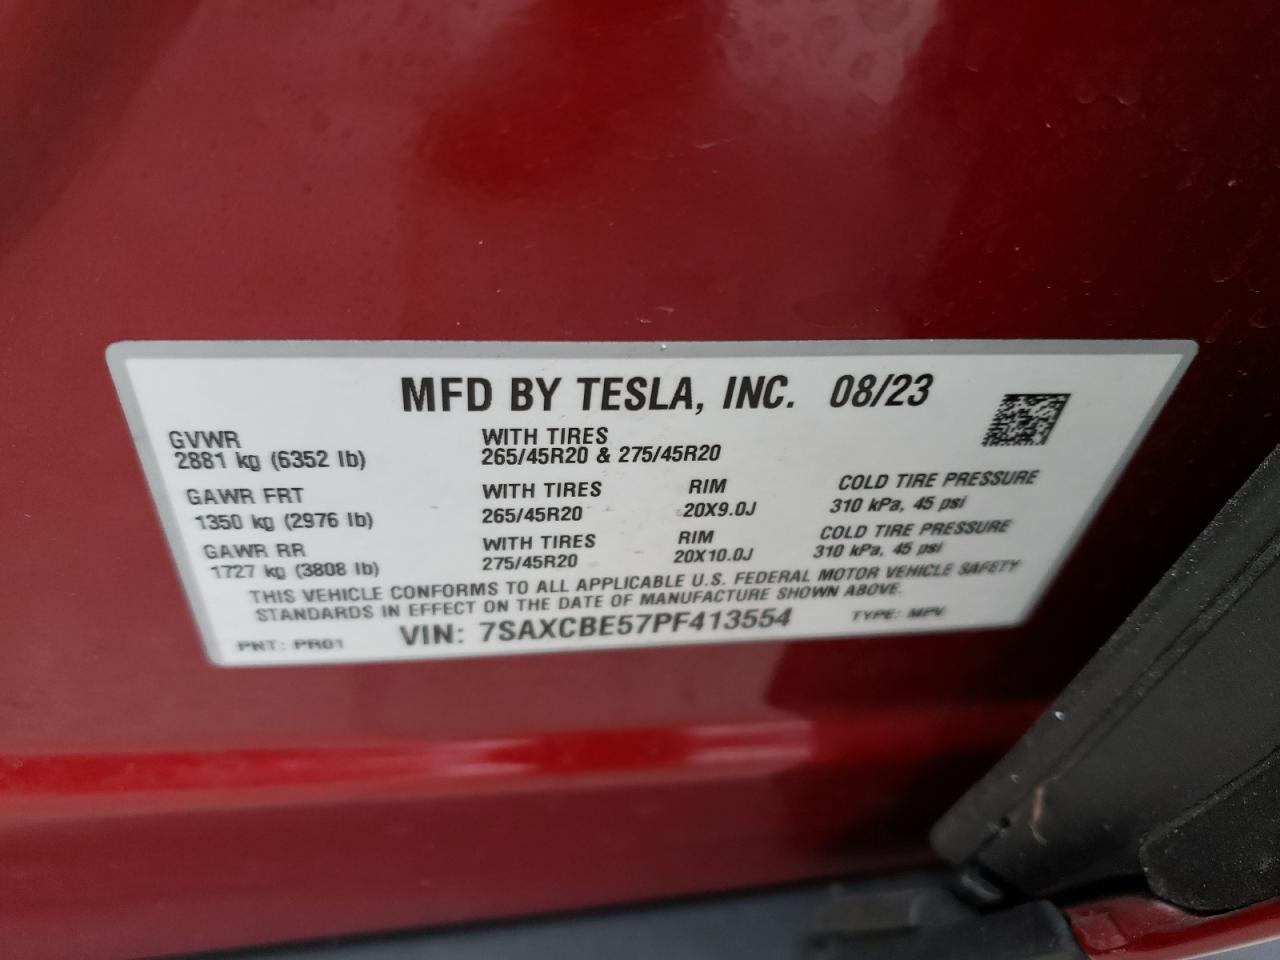 MFD BY TESLA, INC. 08/23
GVWR WITH TIRES
2881 kg (6352 lb) 265/45R20 & 275/45R20
GAWR FRT WITH TIRES RIM COLD TIRE PRESSURE
1350 kg (2976 lb) 265/45R20 20X9.0J 310 kPa, 45 psi
GAWR RR WITH TIRES RIM COLD TIRE PRESSURE
1727 kg (3808 lb) 275/45R20 20X10.0J 310 kPa, 45 psi
THIS VEHICLE CONFORMS TO ALL APPLICABLE U.S. FEDERAL MOTOR VEHICLE SAFETY
STANDARDS IN EFFECT ON THE DATE OF MANUFACTURE SHOWN ABOVE.
PNT: PR01 VIN: 7SAXCBE57PF413554 TYPE: MPV